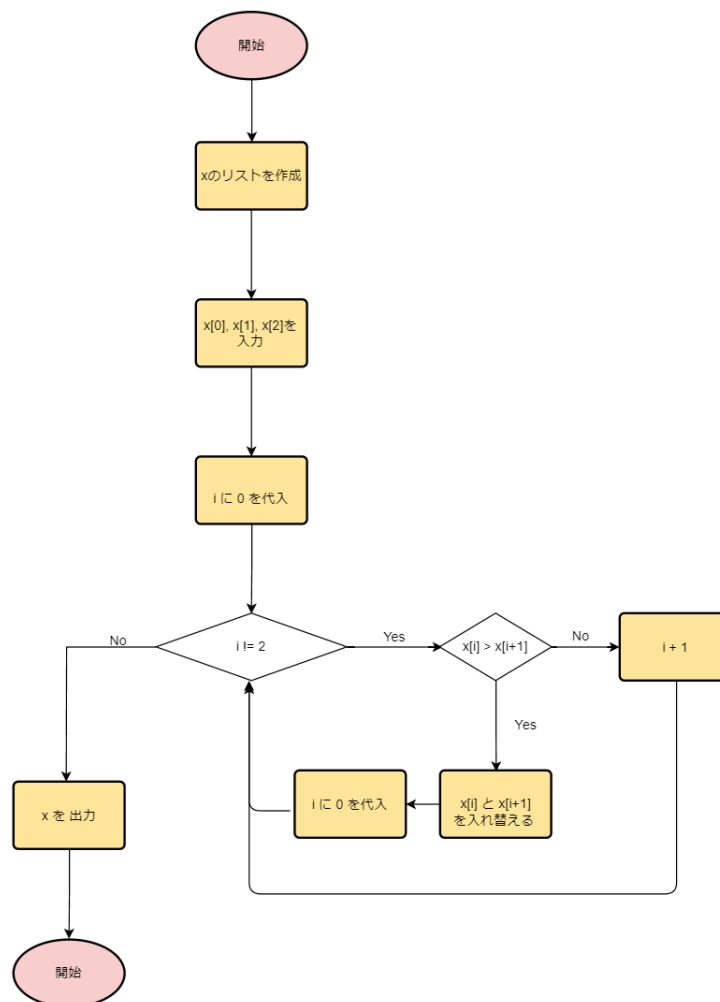 開始
xのリストを作成
x[0], x[1], x[2]を
入力
i に 0 を代入
i != 2
No
Yes
x[i] > x[i+1]
No
i + 1
Yes
i に 0 を代入
x[i] と x[i+1]
を入れ替える
x を 出力
開始